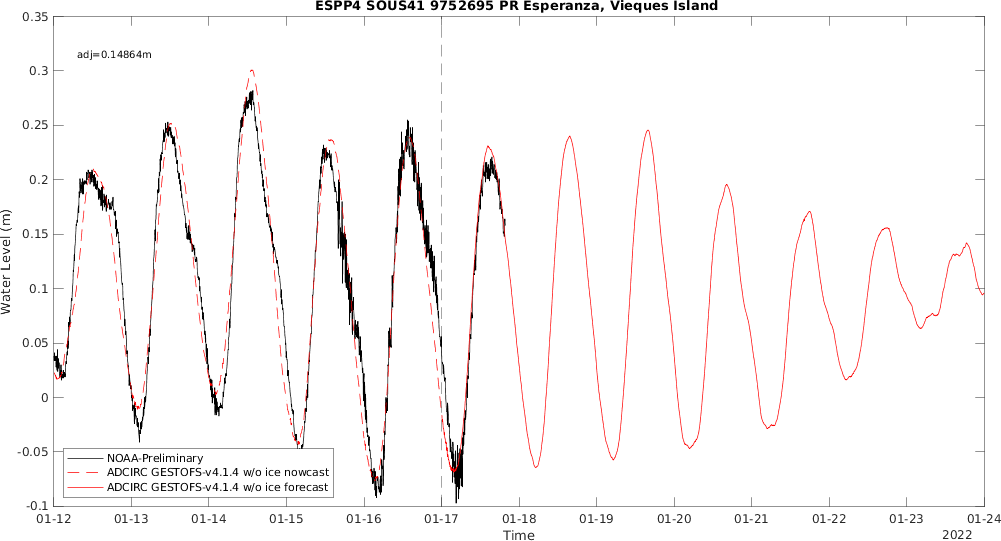 ESPP4 SOUS41 9752695 PR Esperanza, Vieques Island
0.35
0.3
0.25
0.2
0.15
0.1
0.05
0
-0.05
-0.1
Water Level (m)
adj=0.14864m
NOAA-Preliminary
ADCIRC GESTOFS-v4.1.4 w/o ice nowcast
ADCIRC GESTOFS-v4.1.4 w/o ice forecast
01-12 01-13 01-14 01-15 01-16 01-17 01-18 01-19 01-20 01-21 01-22 01-23 01-24
Time
2022